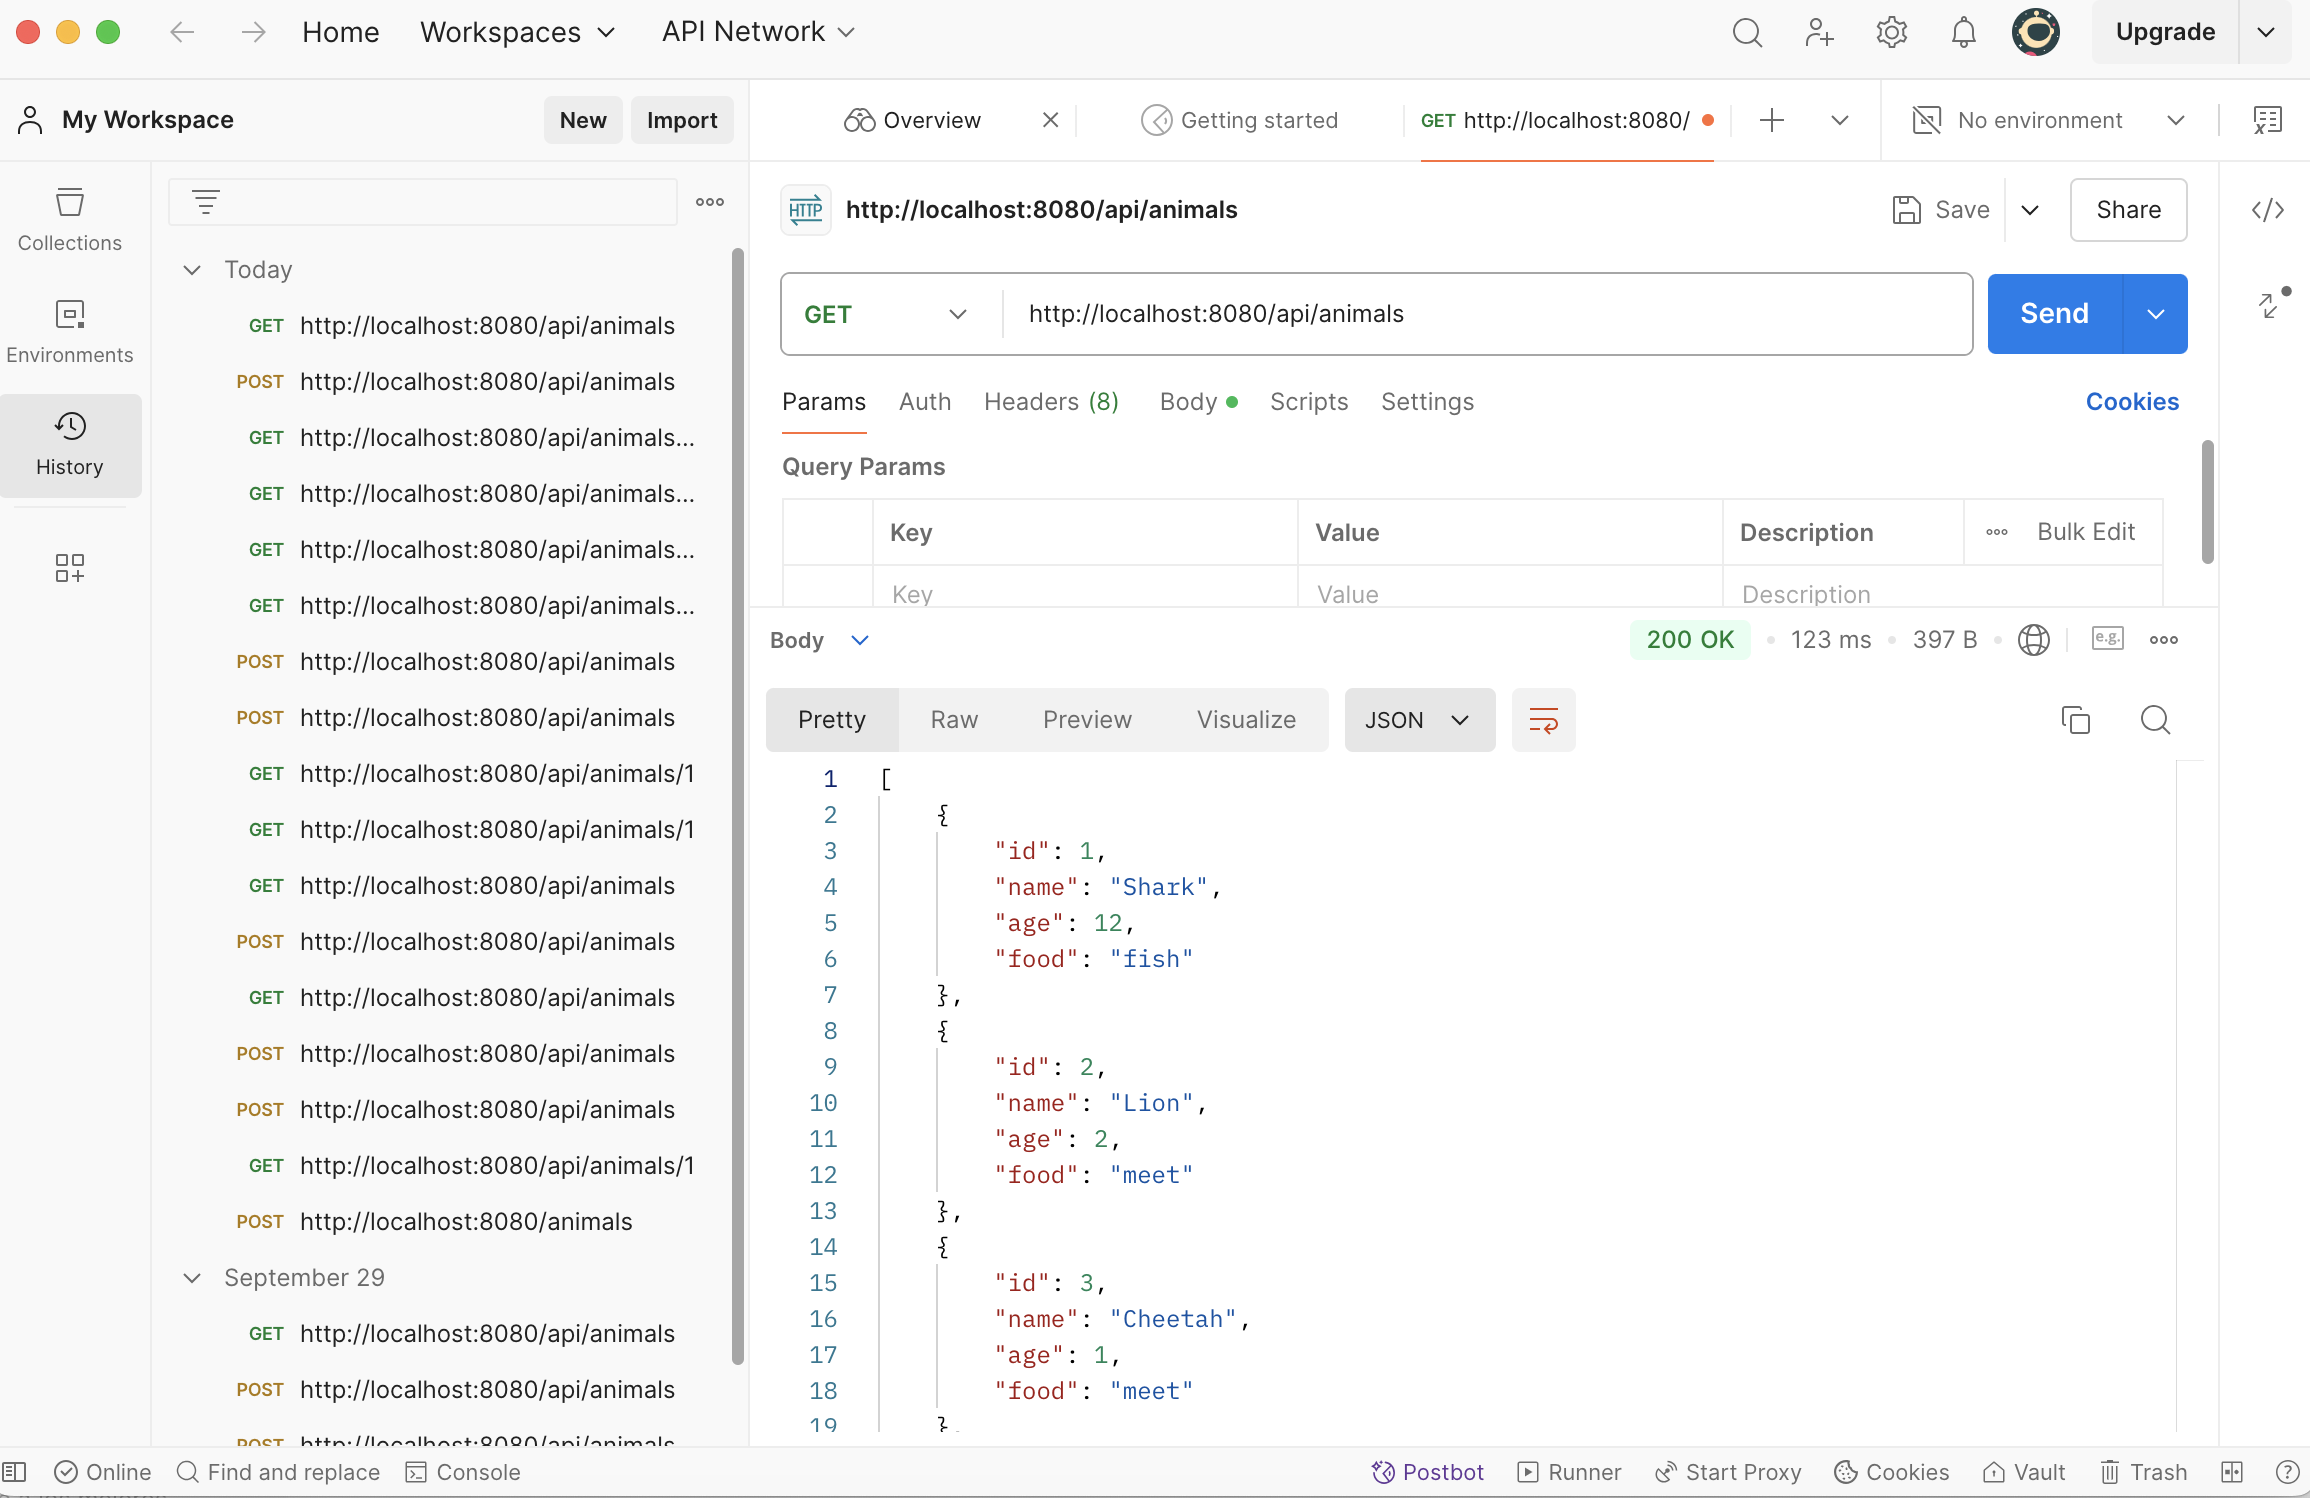 Home Workspaces API Network Upgrade
My Workspace New Import
Overview Getting started GET http://localhost:8080/ No environment
Collections
Environments
History
Today
GET http://localhost:8080/api/animals
POST http://localhost:8080/api/animals
GET http://localhost:8080/api/animals...
GET http://localhost:8080/api/animals...
GET http://localhost:8080/api/animals...
GET http://localhost:8080/api/animals...
POST http://localhost:8080/api/animals
POST http://localhost:8080/api/animals
GET http://localhost:8080/api/animals/1
GET http://localhost:8080/api/animals/1
GET http://localhost:8080/api/animals
POST http://localhost:8080/api/animals
GET http://localhost:8080/api/animals
POST http://localhost:8080/api/animals
POST http://localhost:8080/api/animals
GET http://localhost:8080/api/animals/1
POST http://localhost:8080/animals
September 29
GET http://localhost:8080/api/animals
POST http://localhost:8080/api/animals
POST http://localhost:8080/api/animals
HTTP http://localhost:8080/api/animals Save Share
GET http://localhost:8080/api/animals Send
Params Auth Headers (8) Body Scripts Settings Cookies
Query Params
Key Value Description Bulk Edit
Key Value Description
Body 200 OK 123 ms 397 B e.g.
Pretty Raw Preview Visualize JSON
1 [
2 {
3 "id": 1,
4 "name": "Shark",
5 "age": 12,
6 "food": "fish"
7 },
8 {
9 "id": 2,
10 "name": "Lion",
11 "age": 2,
12 "food": "meet"
13 },
14 {
15 "id": 3,
16 "name": "Cheetah",
17 "age": 1,
18 "food": "meet"
19 },
Online Find and replace Console Postbot Runner Start Proxy Cookies Vault Trash